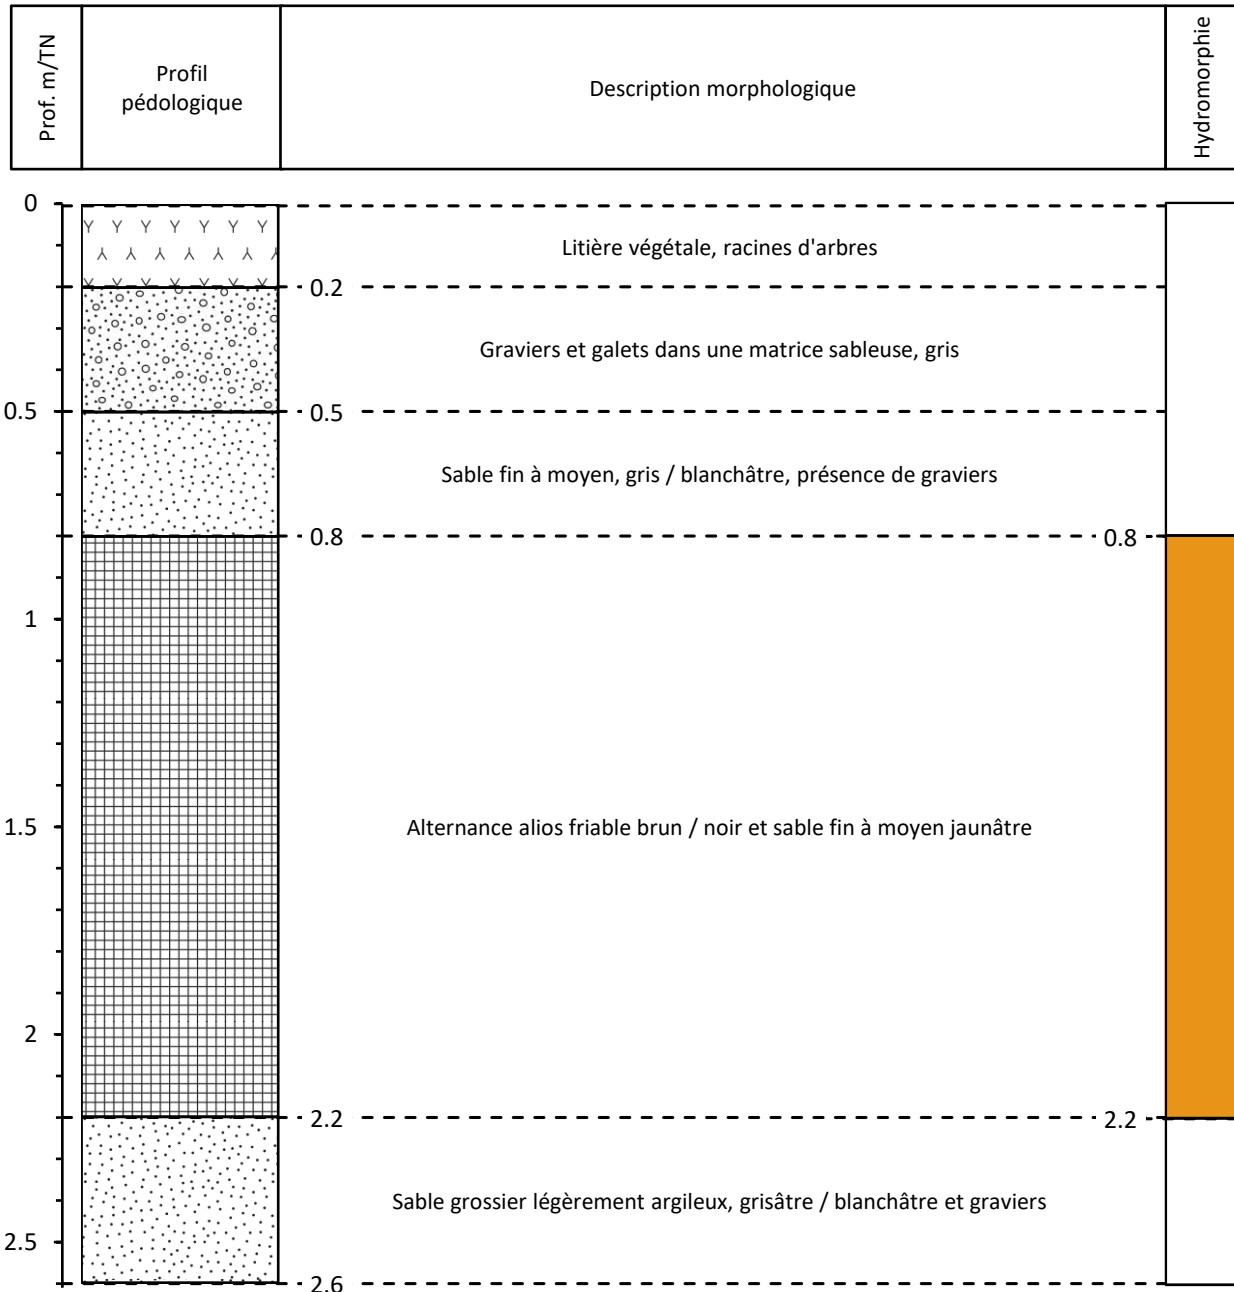 Prof. m/TN
Profil
pédologique
Description morphologique
Hydromorphie
0
Litière végétale, racines d'arbres
0.2
Graviers et galets dans une matrice sableuse, gris
0.5
0.5
Sable fin à moyen, gris / blanchâtre, présence de graviers
0.8
0.8
1
1.5
Alternance alios friable brun / noir et sable fin à moyen jaunâtre
2
2.2
2.2
Sable grossier légèrement argileux, grisâtre / blanchâtre et graviers
2.5
2.6